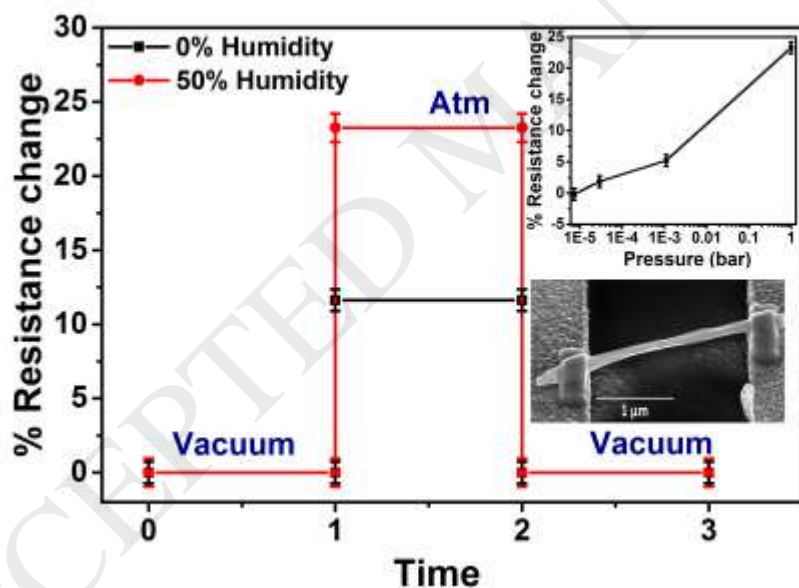 30
25
20
15
10
5
0
% Resistance change
0% Humidity
50% Humidity
Atm
Vacuum
Vacuum
0
1
2
3
Time
25
20
15
10
5
0
-5
% Resistance change
1E-5
1E-4
1E-3
0.01
0.1
1
Pressure (bar)
1 µm
CEPTED MA